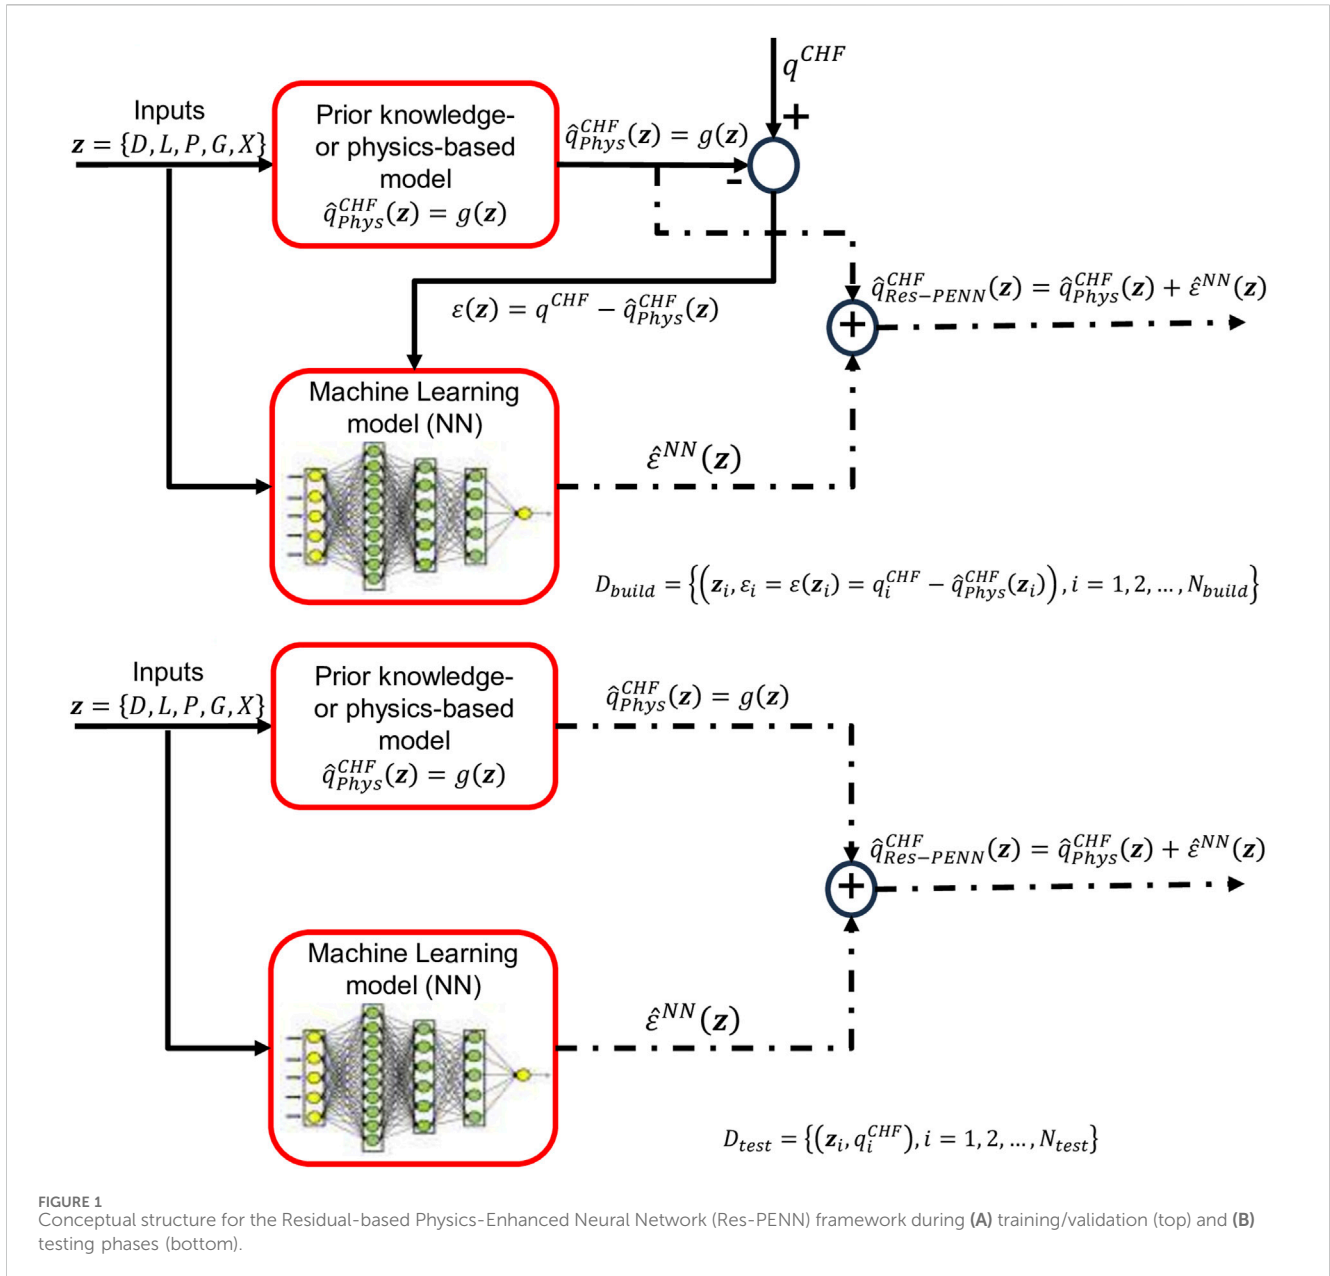 q^{CHF}
+
Inputs
z = {D, L, P, G, X}
Prior knowledge-
or physics-based
model
q̂_{Phys}^{CHF}(z) = g(z)
q̂_{Phys}^{CHF}(z) = g(z)
-
ε(z) = q^{CHF} − q̂_{Phys}^{CHF}(z)
q̂_{Res−PENN}^{CHF}(z) = q̂_{Phys}^{CHF}(z) + ε̂^{NN}(z)
+
Machine Learning
model (NN)
ε̂^{NN}(z)
D_{build} = {(z_i, ε_i = ε(z_i) = q_i^{CHF} − q̂_{Phys}^{CHF}(z_i)), i = 1, 2, …, N_{build}}
Inputs
z = {D, L, P, G, X}
Prior knowledge-
or physics-based
model
q̂_{Phys}^{CHF}(z) = g(z)
q̂_{Phys}^{CHF}(z) = g(z)
q̂_{Res−PENN}^{CHF}(z) = q̂_{Phys}^{CHF}(z) + ε̂^{NN}(z)
+
Machine Learning
model (NN)
ε̂^{NN}(z)
D_{test} = {(z_i, q_i^{CHF}), i = 1, 2, …, N_{test}}
FIGURE 1
Conceptual structure for the Residual-based Physics-Enhanced Neural Network (Res-PENN) framework during (A) training/validation (top) and (B)
testing phases (bottom).